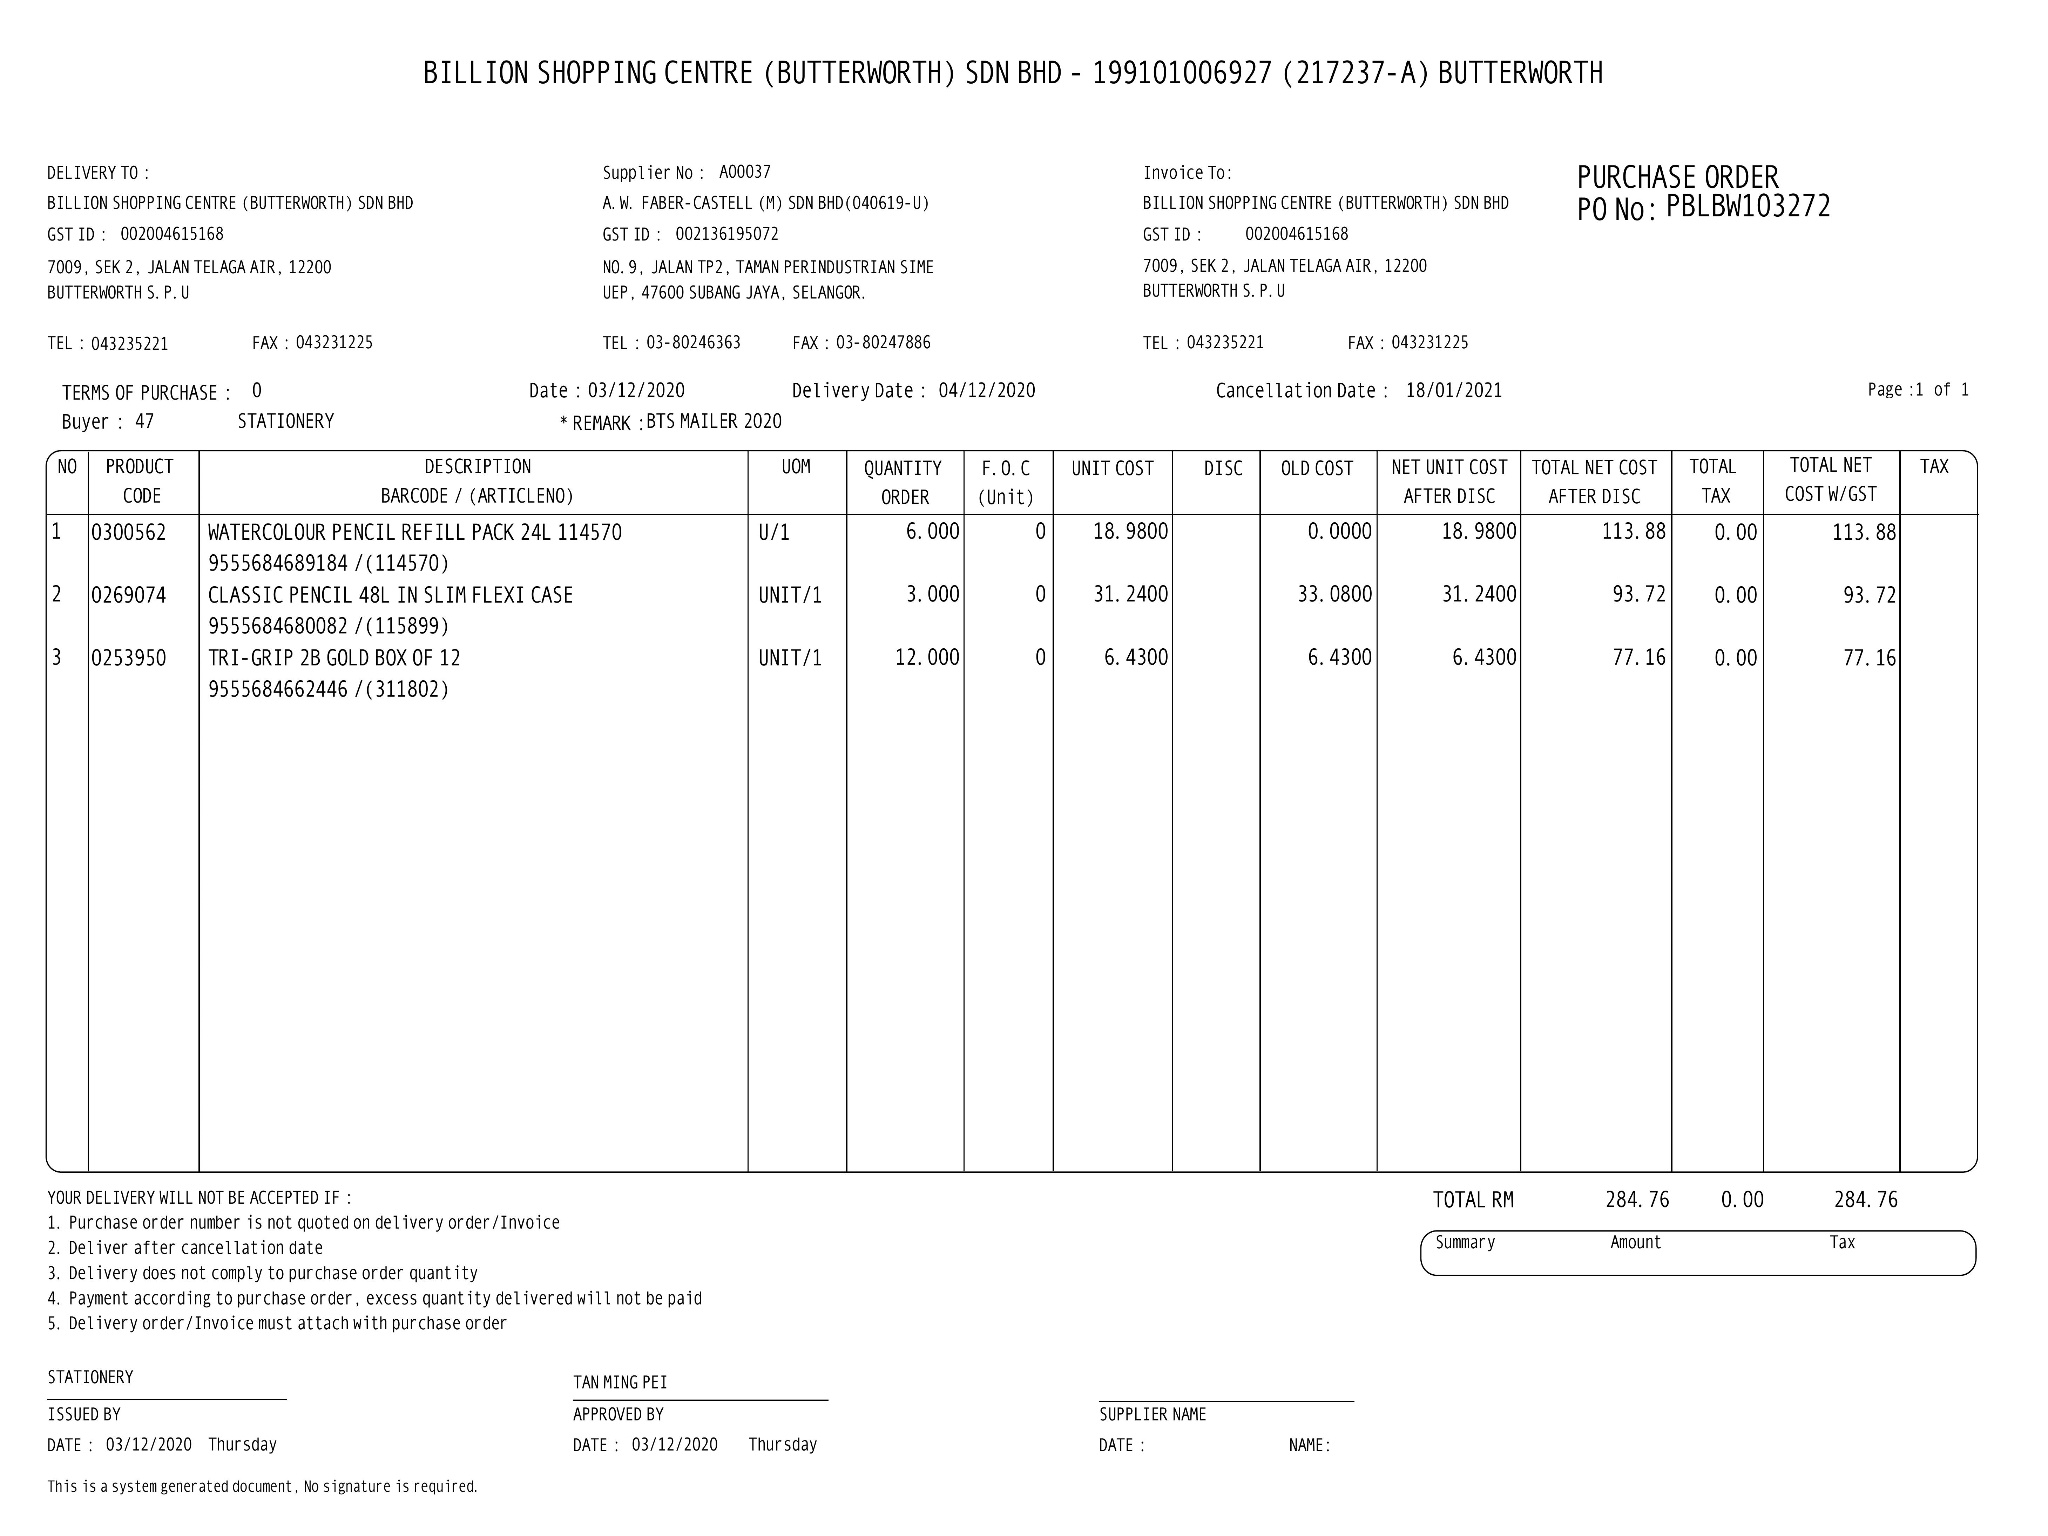 BILLION SHOPPING CENTRE (BUTTERWORTH) SDN BHD - 199101006927 (217237-A) BUTTERWORTH
DELIVERY TO :
BILLION SHOPPING CENTRE (BUTTERWORTH) SDN BHD
GST ID : 002004615168
7009, SEK 2, JALAN TELAGA AIR, 12200
BUTTERWORTH S.P.U
TEL : 043235221 FAX : 043231225
Supplier No : A00037
A.W. FABER-CASTELL (M) SDN BHD(040619-U)
GST ID : 002136195072
NO.9, JALAN TP2, TAMAN PERINDUSTRIAN SIME
UEP, 47600 SUBANG JAYA, SELANGOR.
TEL : 03-80246363 FAX : 03-80247886
Invoice To:
BILLION SHOPPING CENTRE (BUTTERWORTH) SDN BHD
GST ID : 002004615168
7009, SEK 2, JALAN TELAGA AIR, 12200
BUTTERWORTH S.P.U
TEL : 043235221 FAX : 043231225
PURCHASE ORDER
PO No: PBLBW103272
TERMS OF PURCHASE : 0 Date : 03/12/2020 Delivery Date : 04/12/2020 Cancellation Date : 18/01/2021 Page :1 of 1
Buyer : 47 STATIONERY * REMARK :BTS MAILER 2020
NO PRODUCT DESCRIPTION UOM QUANTITY F.O.C UNIT COST DISC OLD COST NET UNIT COST TOTAL NET COST TOTAL TOTAL NET TAX
CODE BARCODE / (ARTICLENO) ORDER (Unit) AFTER DISC AFTER DISC TAX COST W/GST
1 0300562 WATERCOLOUR PENCIL REFILL PACK 24L 114570 U/1 6.000 0 18.9800 0.0000 18.9800 113.88 0.00 113.88
9555684689184 /(114570)
2 0269074 CLASSIC PENCIL 48L IN SLIM FLEXI CASE UNIT/1 3.000 0 31.2400 33.0800 31.2400 93.72 0.00 93.72
9555684680082 /(115899)
3 0253950 TRI-GRIP 2B GOLD BOX OF 12 UNIT/1 12.000 0 6.4300 6.4300 6.4300 77.16 0.00 77.16
9555684662446 /(311802)
TOTAL RM 284.76 0.00 284.76
Summary Amount Tax
YOUR DELIVERY WILL NOT BE ACCEPTED IF :
1. Purchase order number is not quoted on delivery order/Invoice
2. Deliver after cancellation date
3. Delivery does not comply to purchase order quantity
4. Payment according to purchase order, excess quantity delivered will not be paid
5. Delivery order/Invoice must attach with purchase order
STATIONERY
ISSUED BY
DATE : 03/12/2020 Thursday
TAN MING PEI
APPROVED BY
DATE : 03/12/2020 Thursday
SUPPLIER NAME
DATE : NAME:
This is a system generated document, No signature is required.